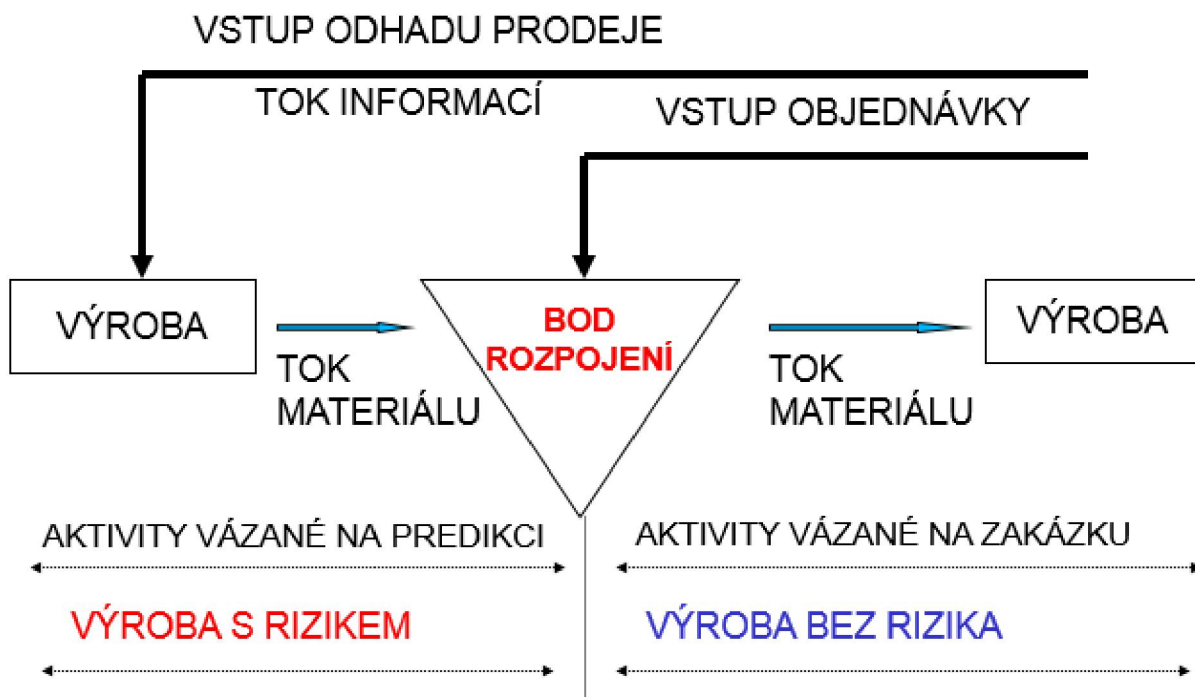 VSTUP ODHADU PRODEJE
TOK INFORMACÍ
VSTUP OBJEDNÁVKY
VÝROBA
TOK
MATERIÁLU
BOD
ROZPOJENÍ
TOK
MATERIÁLU
VÝROBA
AKTIVITY VÁZANÉ NA PREDIKCI
AKTIVITY VÁZANÉ NA ZAKÁZKU
VÝROBA S RIZIKEM
VÝROBA BEZ RIZIKA